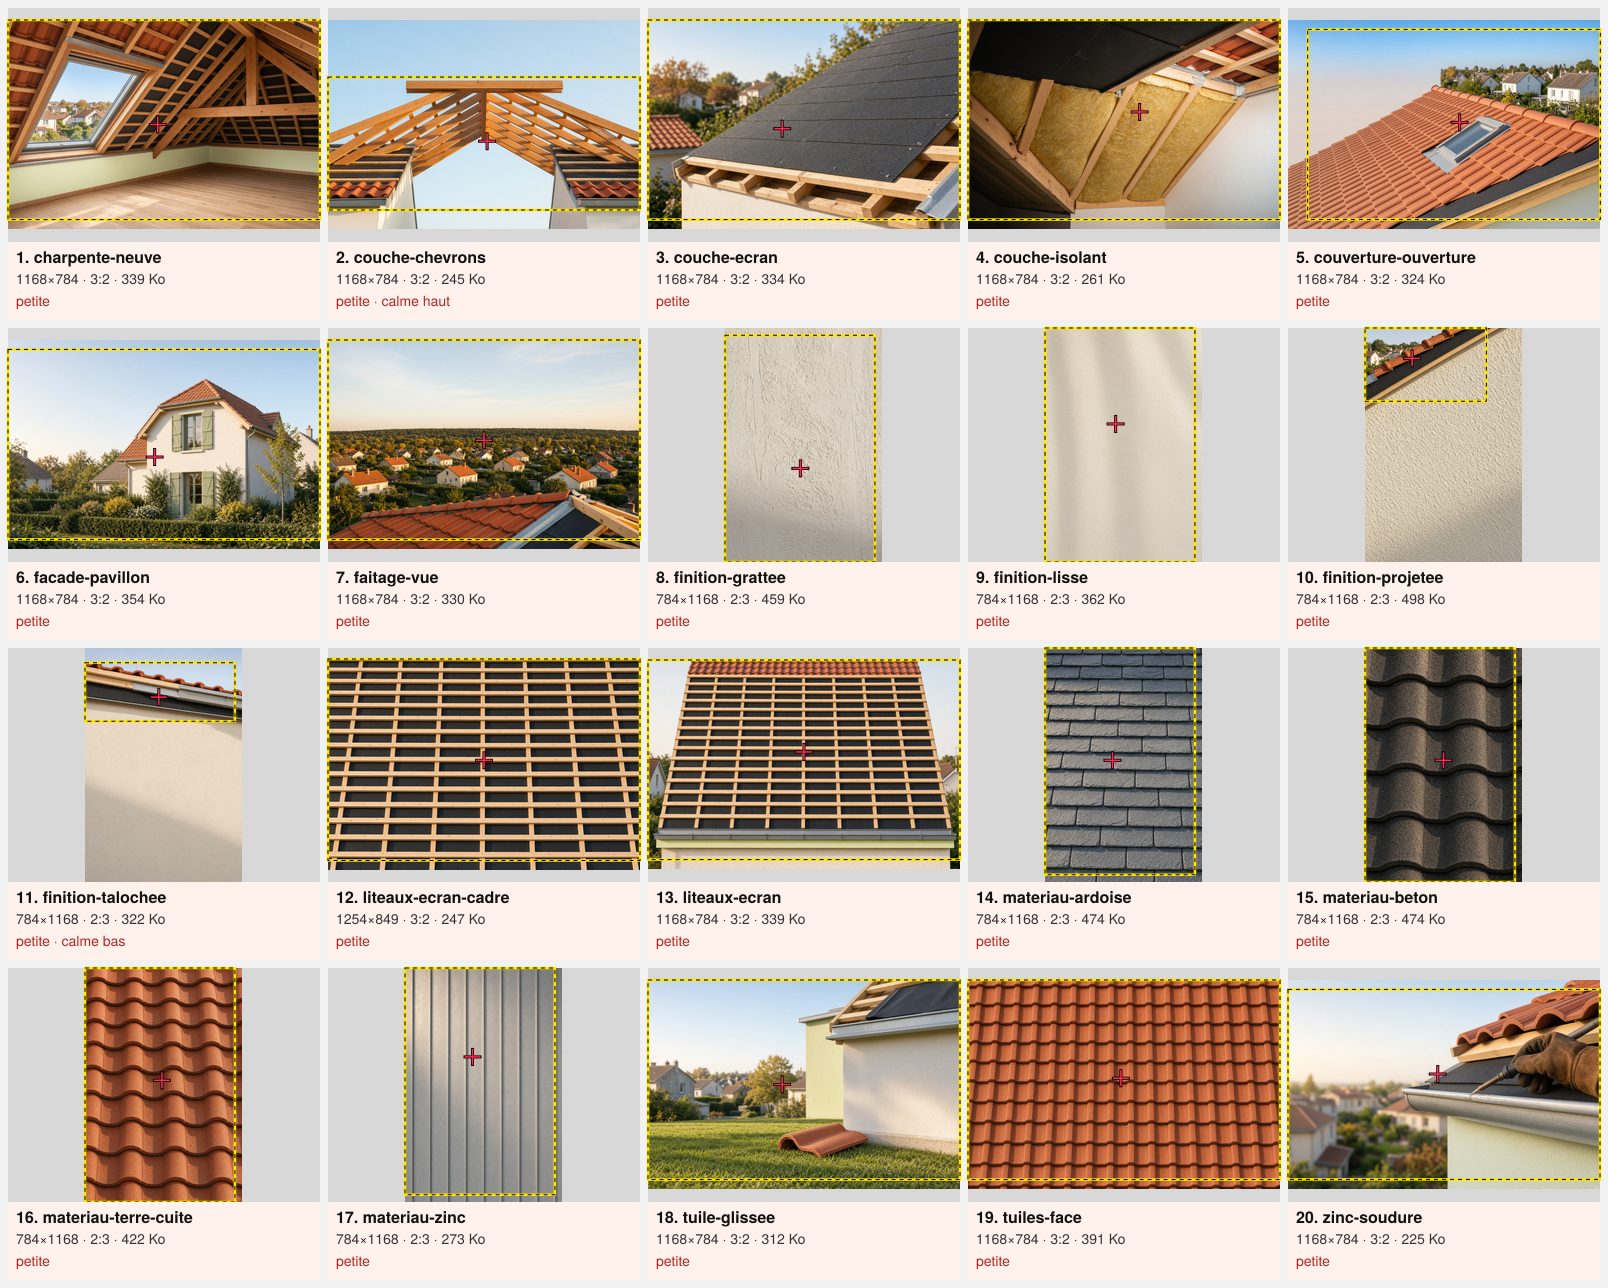 1. charpente-neuve
1168×784 · 3:2 · 339 Ko
petite
2. couche-chevrons
1168×784 · 3:2 · 245 Ko
petite · calme haut
3. couche-ecran
1168×784 · 3:2 · 334 Ko
petite
4. couche-isolant
1168×784 · 3:2 · 261 Ko
petite
5. couverture-ouverture
1168×784 · 3:2 · 324 Ko
petite
6. facade-pavillon
1168×784 · 3:2 · 354 Ko
petite
7. faitage-vue
1168×784 · 3:2 · 330 Ko
petite
8. finition-grattee
784×1168 · 2:3 · 459 Ko
petite
9. finition-lisse
784×1168 · 2:3 · 362 Ko
petite
10. finition-projetee
784×1168 · 2:3 · 498 Ko
petite
11. finition-talochee
784×1168 · 2:3 · 322 Ko
petite · calme bas
12. liteaux-ecran-cadre
1254×849 · 3:2 · 247 Ko
petite
13. liteaux-ecran
1168×784 · 3:2 · 339 Ko
petite
14. materiau-ardoise
784×1168 · 2:3 · 474 Ko
petite
15. materiau-beton
784×1168 · 2:3 · 474 Ko
petite
16. materiau-terre-cuite
784×1168 · 2:3 · 422 Ko
petite
17. materiau-zinc
784×1168 · 2:3 · 273 Ko
petite
18. tuile-glissee
1168×784 · 3:2 · 312 Ko
petite
19. tuiles-face
1168×784 · 3:2 · 391 Ko
petite
20. zinc-soudure
1168×784 · 3:2 · 225 Ko
petite